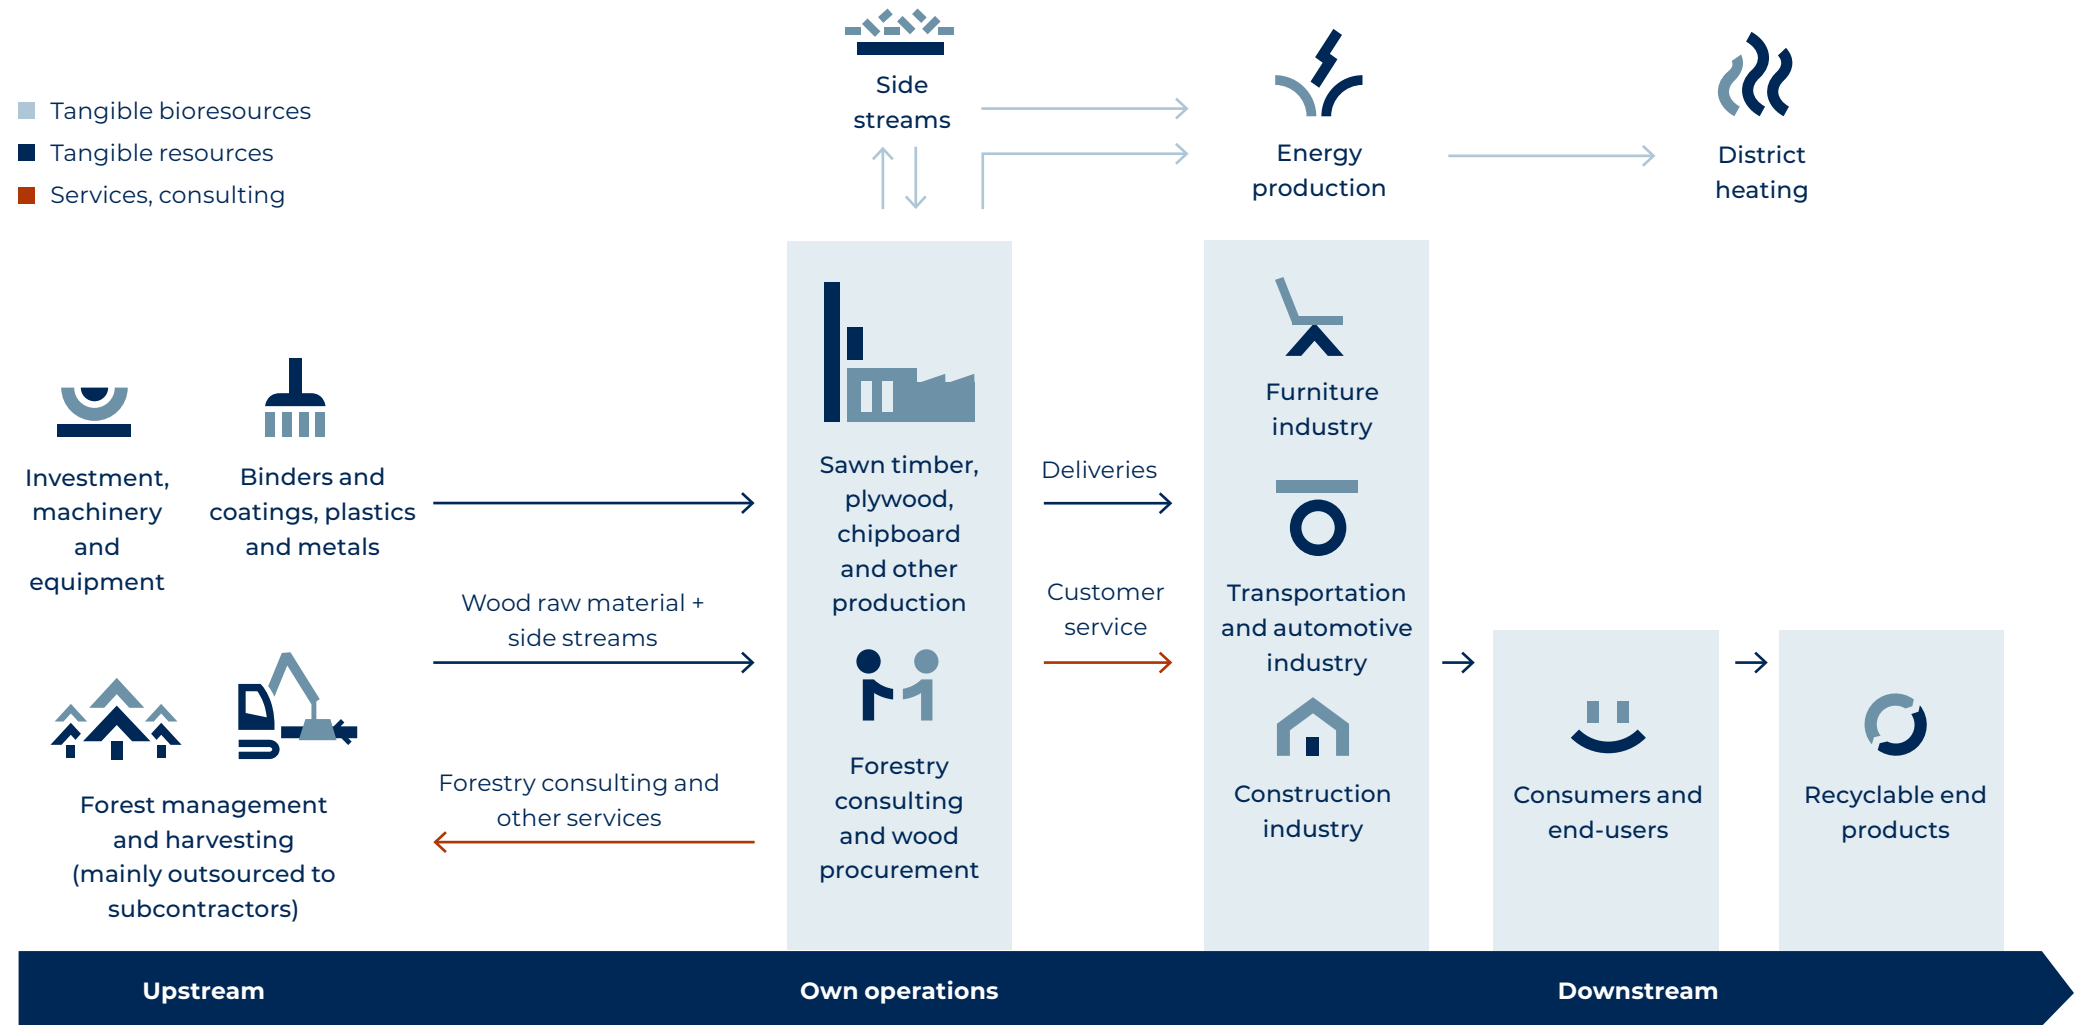 Tangible bioresources
Tangible resources
Services, consulting
Side
streams
Energy
production
District
heating
Investment,
machinery
and
equipment
Binders and
coatings, plastics
and metals
Forest management
and harvesting
(mainly outsourced to
subcontractors)
Wood raw material +
side streams
Forestry consulting and
other services
Sawn timber,
plywood,
chipboard
and other
production
Forestry
consulting
and wood
procurement
Deliveries
Customer
service
Furniture
industry
Transportation
and automotive
industry
Construction
industry
Consumers and
end-users
Recyclable end
products
Upstream
Own operations
Downstream